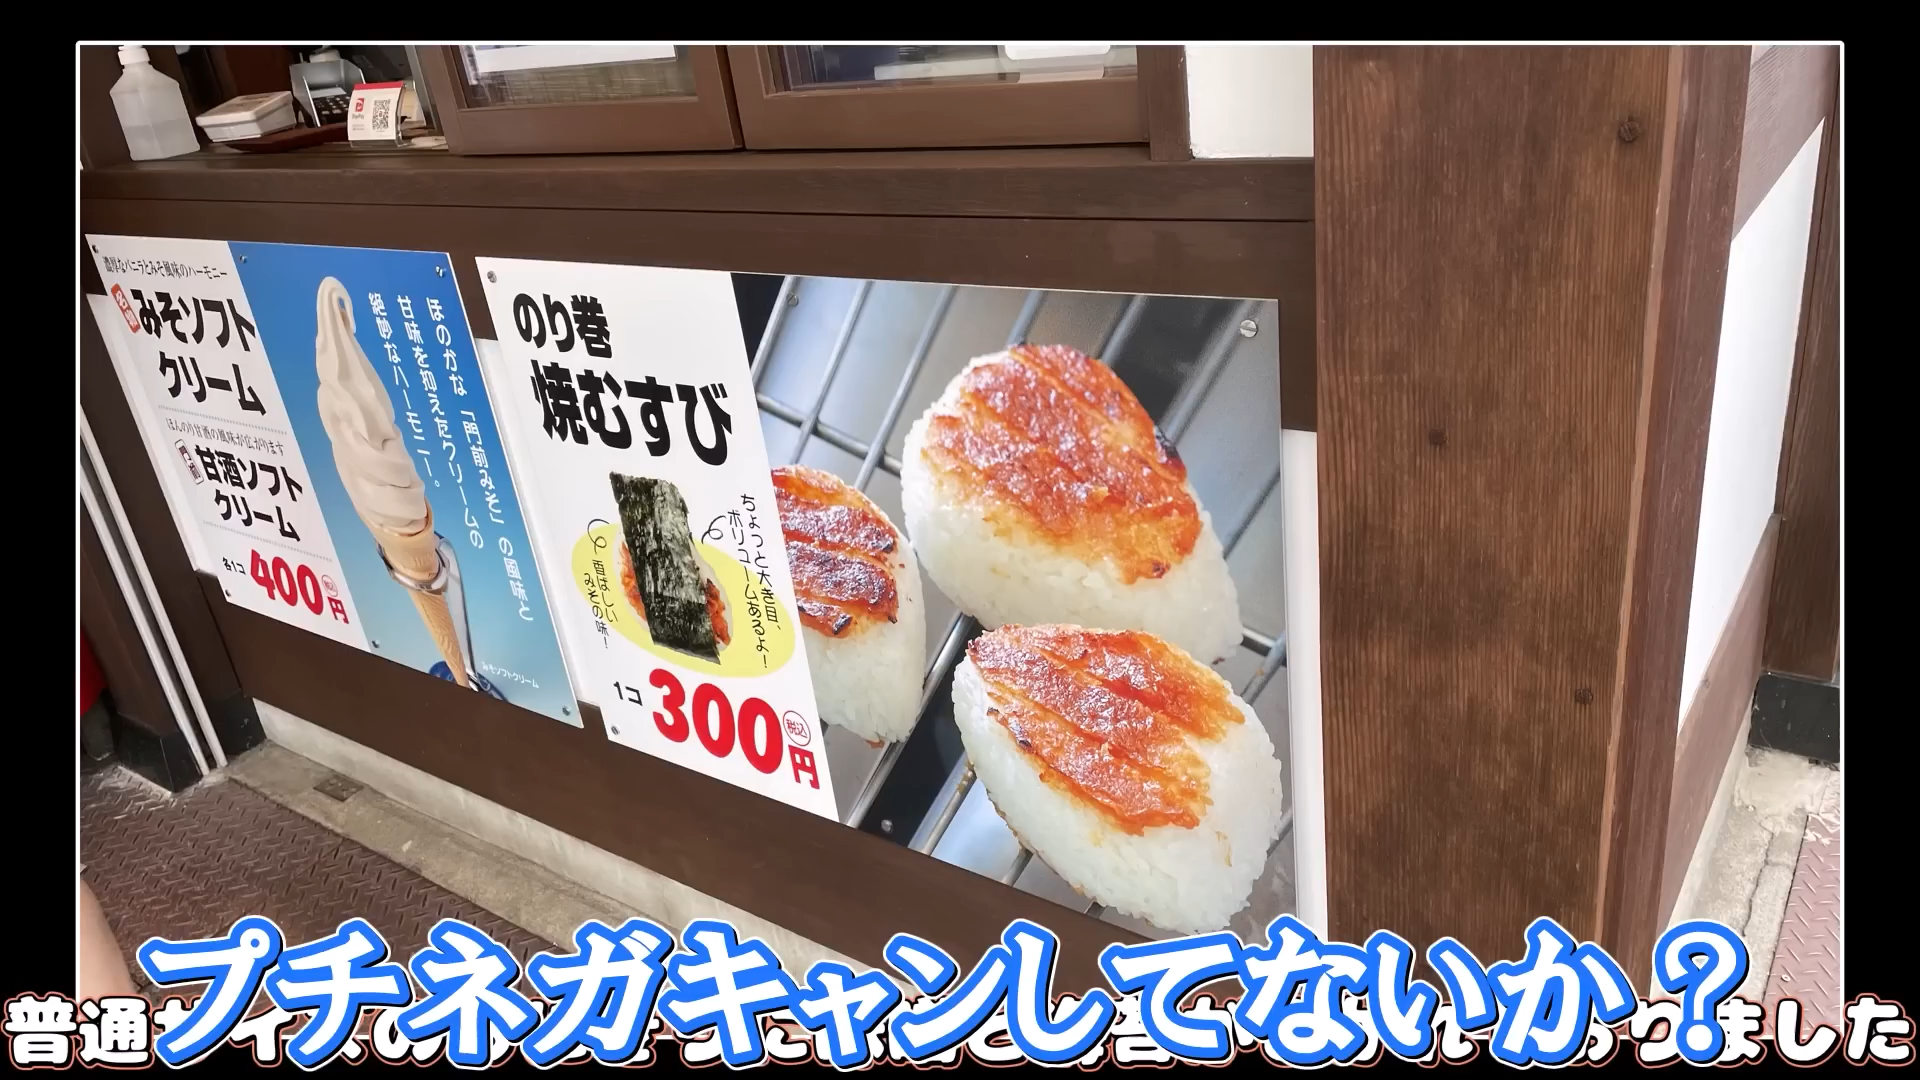 濃厚なバニラとみそ風味のハーモニー
名物
みそソフト
クリーム
ほんのり甘酒の風味が広がります
甘酒ソフト
クリーム
各1コ 400円
税込
ほのかな「門前みそ」の風味と
甘味を抑えたクリームの
絶妙なハーモニー。
みそソフトクリーム
のり巻
焼むすび
ちょっと大き目、
ボリュームあるよ!
香ばしい
みその味!
1コ 300円
税込
プチネガキャンしてないか?
普通サイズの
りました